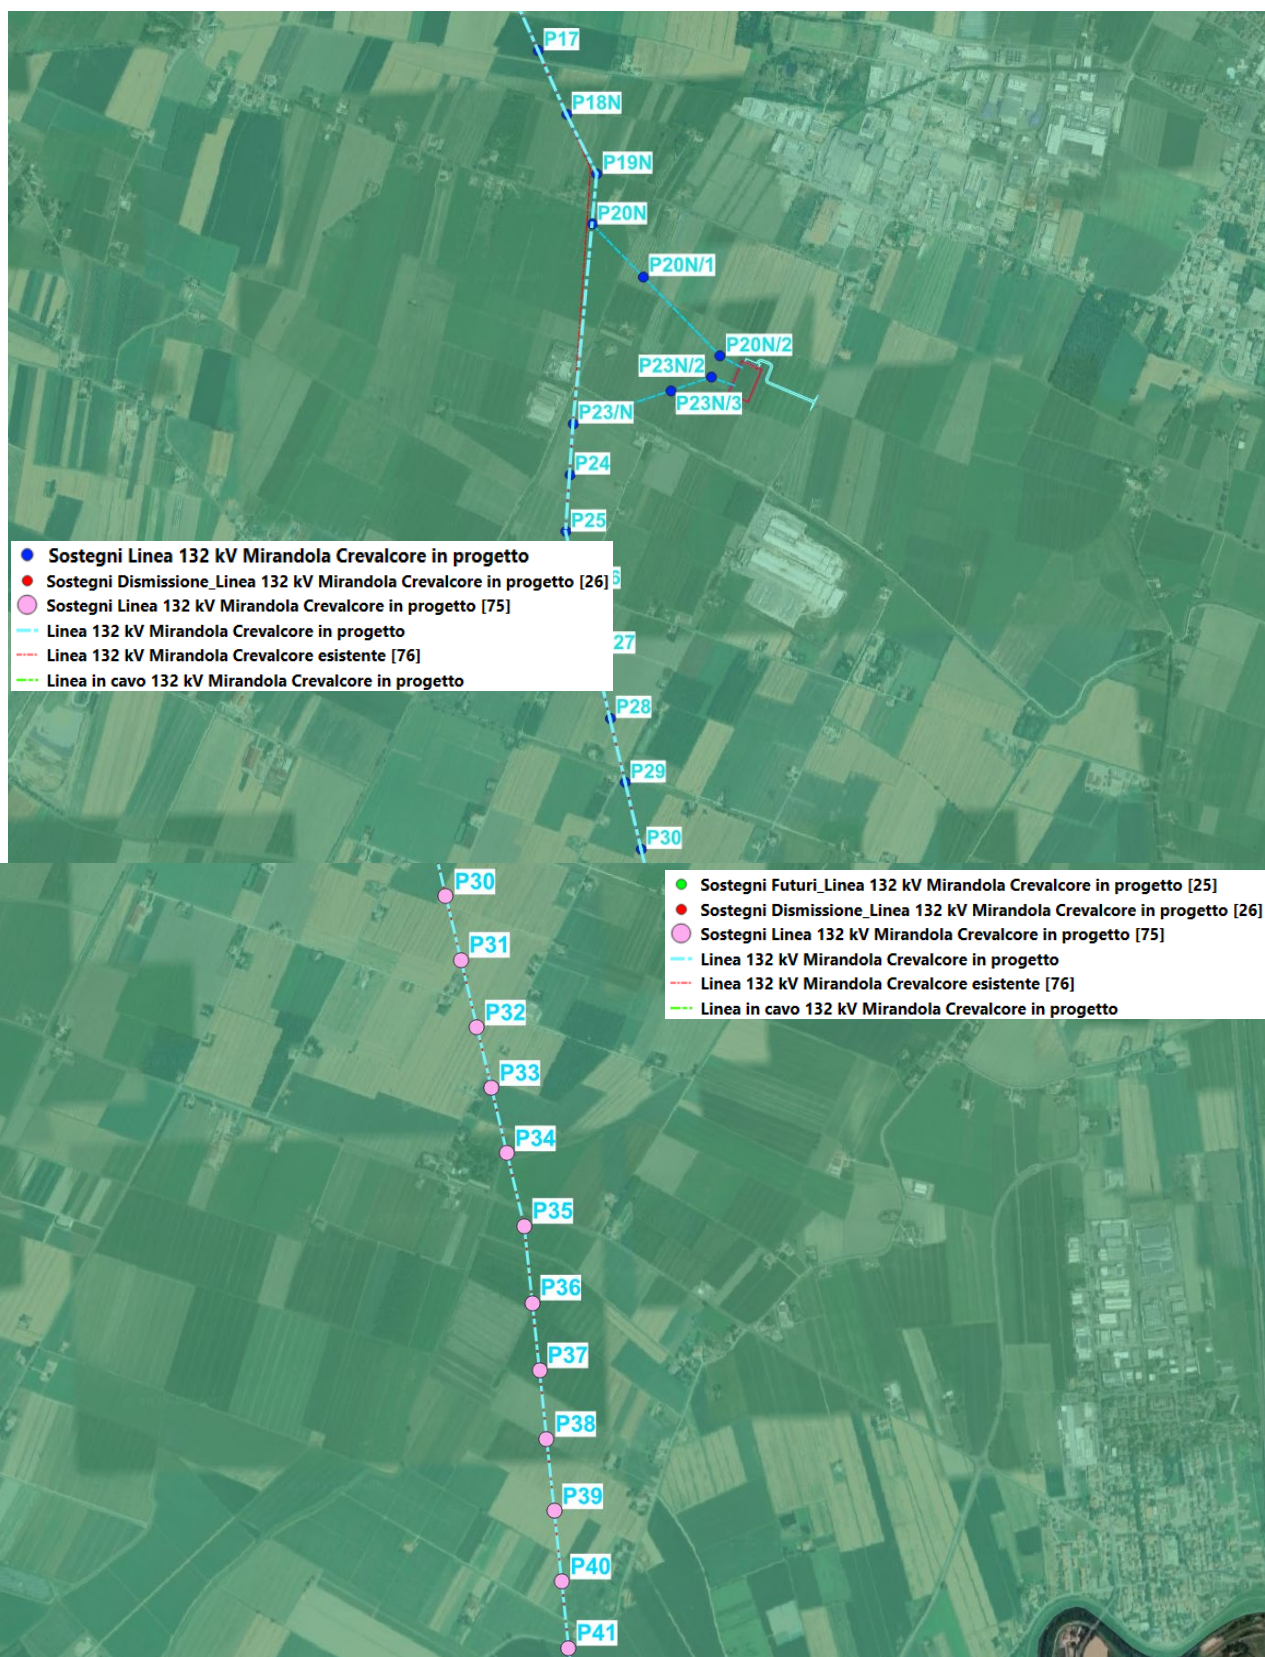 P17
P18N
P19N
P20N
P20N/1
P20N/2
P23N/2
P23N/3
P23/N
P24
P25
Sostegni Linea 132 kV Mirandola Crevalcore in progetto
Sostegni Dismissione_Linea 132 kV Mirandola Crevalcore in progetto [26]
6
Sostegni Linea 132 kV Mirandola Crevalcore in progetto [75]
Linea 132 kV Mirandola Crevalcore in progetto
27
Linea 132 kV Mirandola Crevalcore esistente [76]
Linea in cavo 132 kV Mirandola Crevalcore in progetto
P28
P29
P30
P30
Sostegni Futuri_Linea 132 kV Mirandola Crevalcore in progetto [25]
Sostegni Dismissione_Linea 132 kV Mirandola Crevalcore in progetto [26]
Sostegni Linea 132 kV Mirandola Crevalcore in progetto [75]
Linea 132 kV Mirandola Crevalcore in progetto
Linea 132 kV Mirandola Crevalcore esistente [76]
Linea in cavo 132 kV Mirandola Crevalcore in progetto
P31
P32
P33
P34
P35
P36
P37
P38
P39
P40
P41